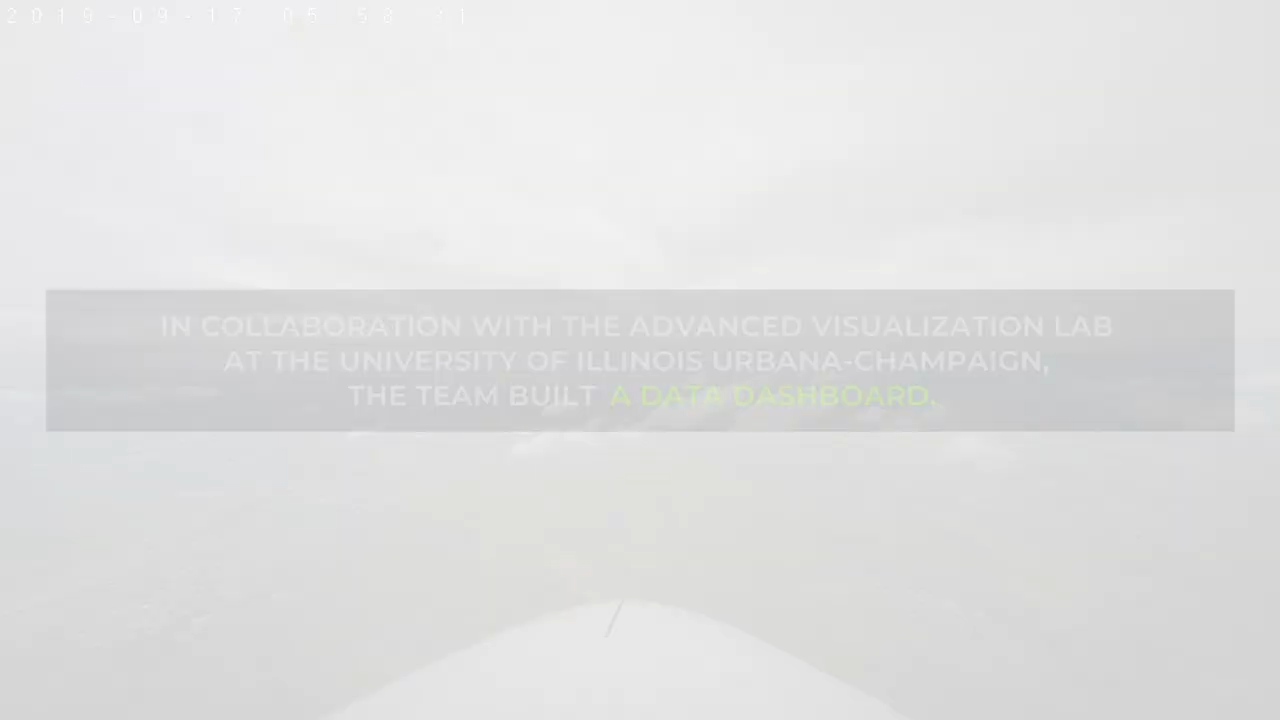 2019-09-17 05 58 31
IN COLLABORATION WITH THE ADVANCED VISUALIZATION LAB
AT THE UNIVERSITY OF ILLINOIS URBANA-CHAMPAIGN,
THE TEAM BUILT A DATA DASHBOARD.